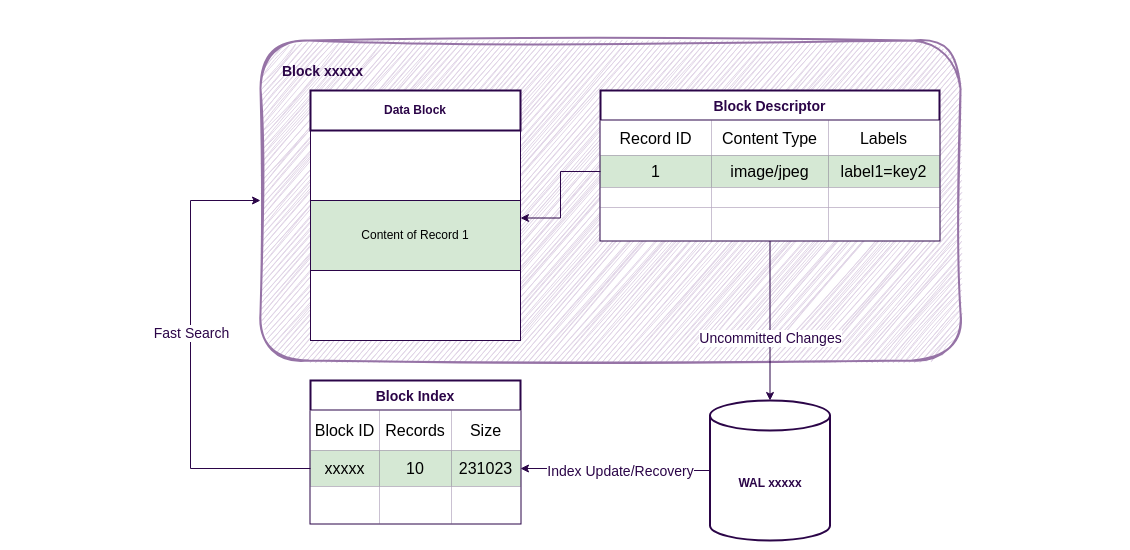 Block xxxxx
Data Block
Content of Record 1
Block Descriptor
Record ID Content Type Labels
1 image/jpeg label1=key2
Fast Search
Uncommitted Changes
Block Index
Block ID Records Size
xxxxx 10 231023
Index Update/Recovery
WAL xxxxx